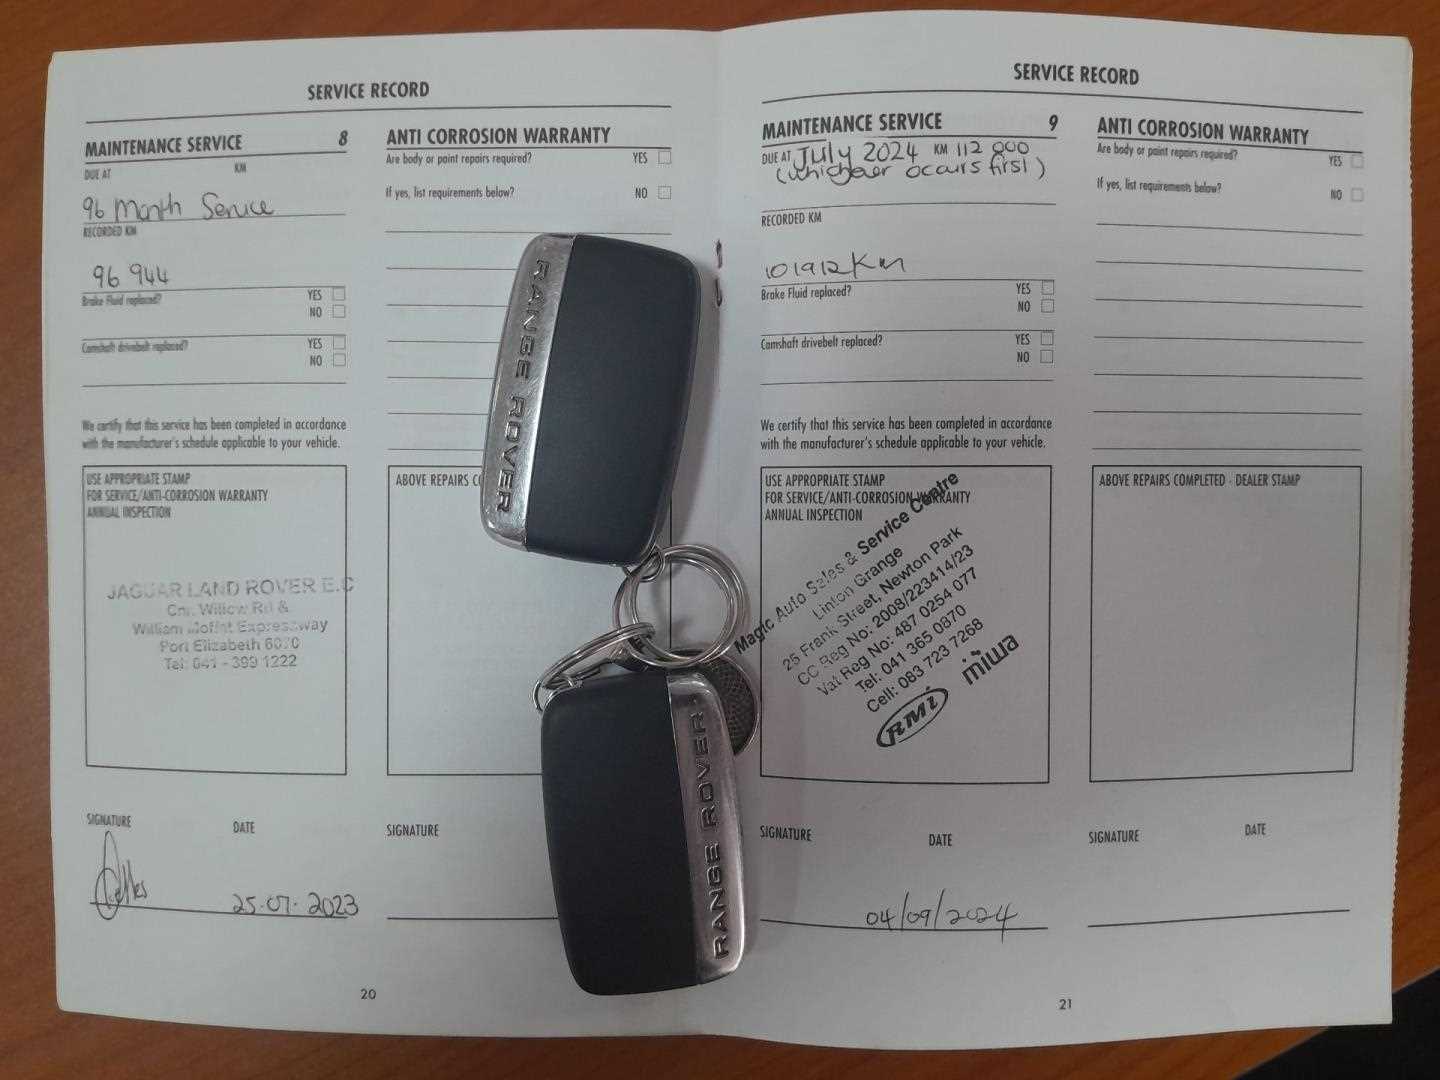 SERVICE RECORD
MAINTENANCE SERVICE 8
DUE AT KM
96 Month Service
RECORDED KM
96 944
Brake Fluid replaced? YES
NO
Camshaft drivebelt replaced? YES
NO
We certify that this service has been completed in accordance
with the manufacturer's schedule applicable to your vehicle.
USE APPROPRIATE STAMP
FOR SERVICE/ANTI-CORROSION WARRANTY
ANNUAL INSPECTION
JAGUAR LAND ROVER E.C
Cnr. Willow Rd &
William Moffat Expressway
Port Elizabeth 6070
Tel: 041 - 399 1222
SIGNATURE DATE
25.07.2023
ANTI CORROSION WARRANTY
Are body or paint repairs required? YES
If yes, list requirements below? NO
ABOVE REPAIRS
SIGNATURE
20
RANGE ROVER
RANGE ROVER
SERVICE RECORD
MAINTENANCE SERVICE 9
DUE AT July 2024 KM 112 000
(whichever occurs first)
RECORDED KM
101912 Km
Brake Fluid replaced? YES
NO
Camshaft drivebelt replaced? YES
NO
We certify that this service has been completed in accordance
with the manufacturer's schedule applicable to your vehicle.
USE APPROPRIATE STAMP
FOR SERVICE/ANTI-CORROSION WARRANTY
ANNUAL INSPECTION
Magic Auto Sales & Service Centre
Linton Grange
25 Frank Street, Newton Park
CC Reg No: 2008/223414/23
Vat Reg No: 487 0254 077
Tel: 041 365 0870
Cell: 083 723 7268
RMI miwa
SIGNATURE DATE
04/09/2024
ANTI CORROSION WARRANTY
Are body or paint repairs required? YES
If yes, list requirements below? NO
ABOVE REPAIRS COMPLETED - DEALER STAMP
SIGNATURE DATE
21